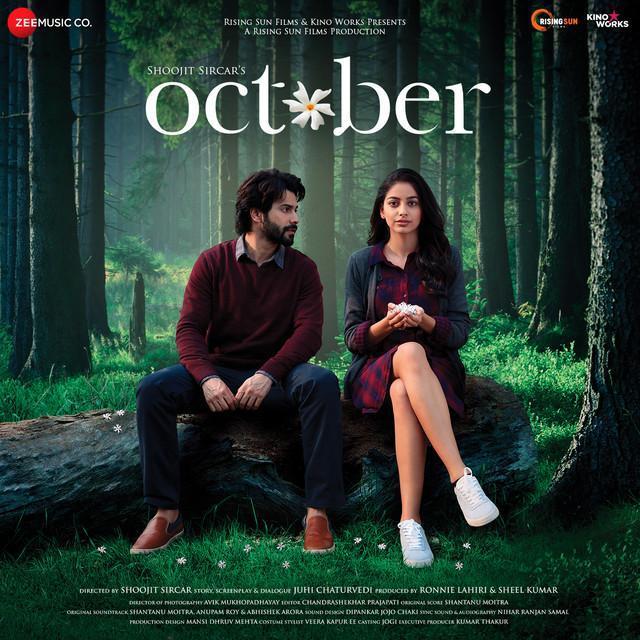 ZEE MUSIC CO.
RISING SUN FILMS & KINO WORKS PRESENTS
A RISING SUN FILMS PRODUCTION
RISING SUN
FILMS
KINO
WORKS
SHOOJIT SIRCAR'S
october
DIRECTED BY SHOOJIT SIRCAR STORY, SCREENPLAY & DIALOGUE JUHI CHATURVEDI PRODUCED BY RONNIE LAHIRI & SHEEL KUMAR
DIRECTOR OF PHOTOGRAPHY AVIK MUKHOPADHAYAY EDITOR CHANDRASHEKHAR PRAJAPATI ORIGINAL SCORE SHANTANU MOITRA
ORIGINAL SOUNDTRACK SHANTANU MOITRA, ANUPAM ROY & ABHISHEK ARORA SOUND DESIGN DIPANKAR JOJO CHAKI SYNC SOUND & AUDIOGRAPHY NIHAR RANJAN SAMAL
PRODUCTION DESIGN MANSI DHRUV MEHTA COSTUME STYLIST VEERA KAPUR EE CASTING JOGI EXECUTIVE PRODUCER KUMAR THAKUR